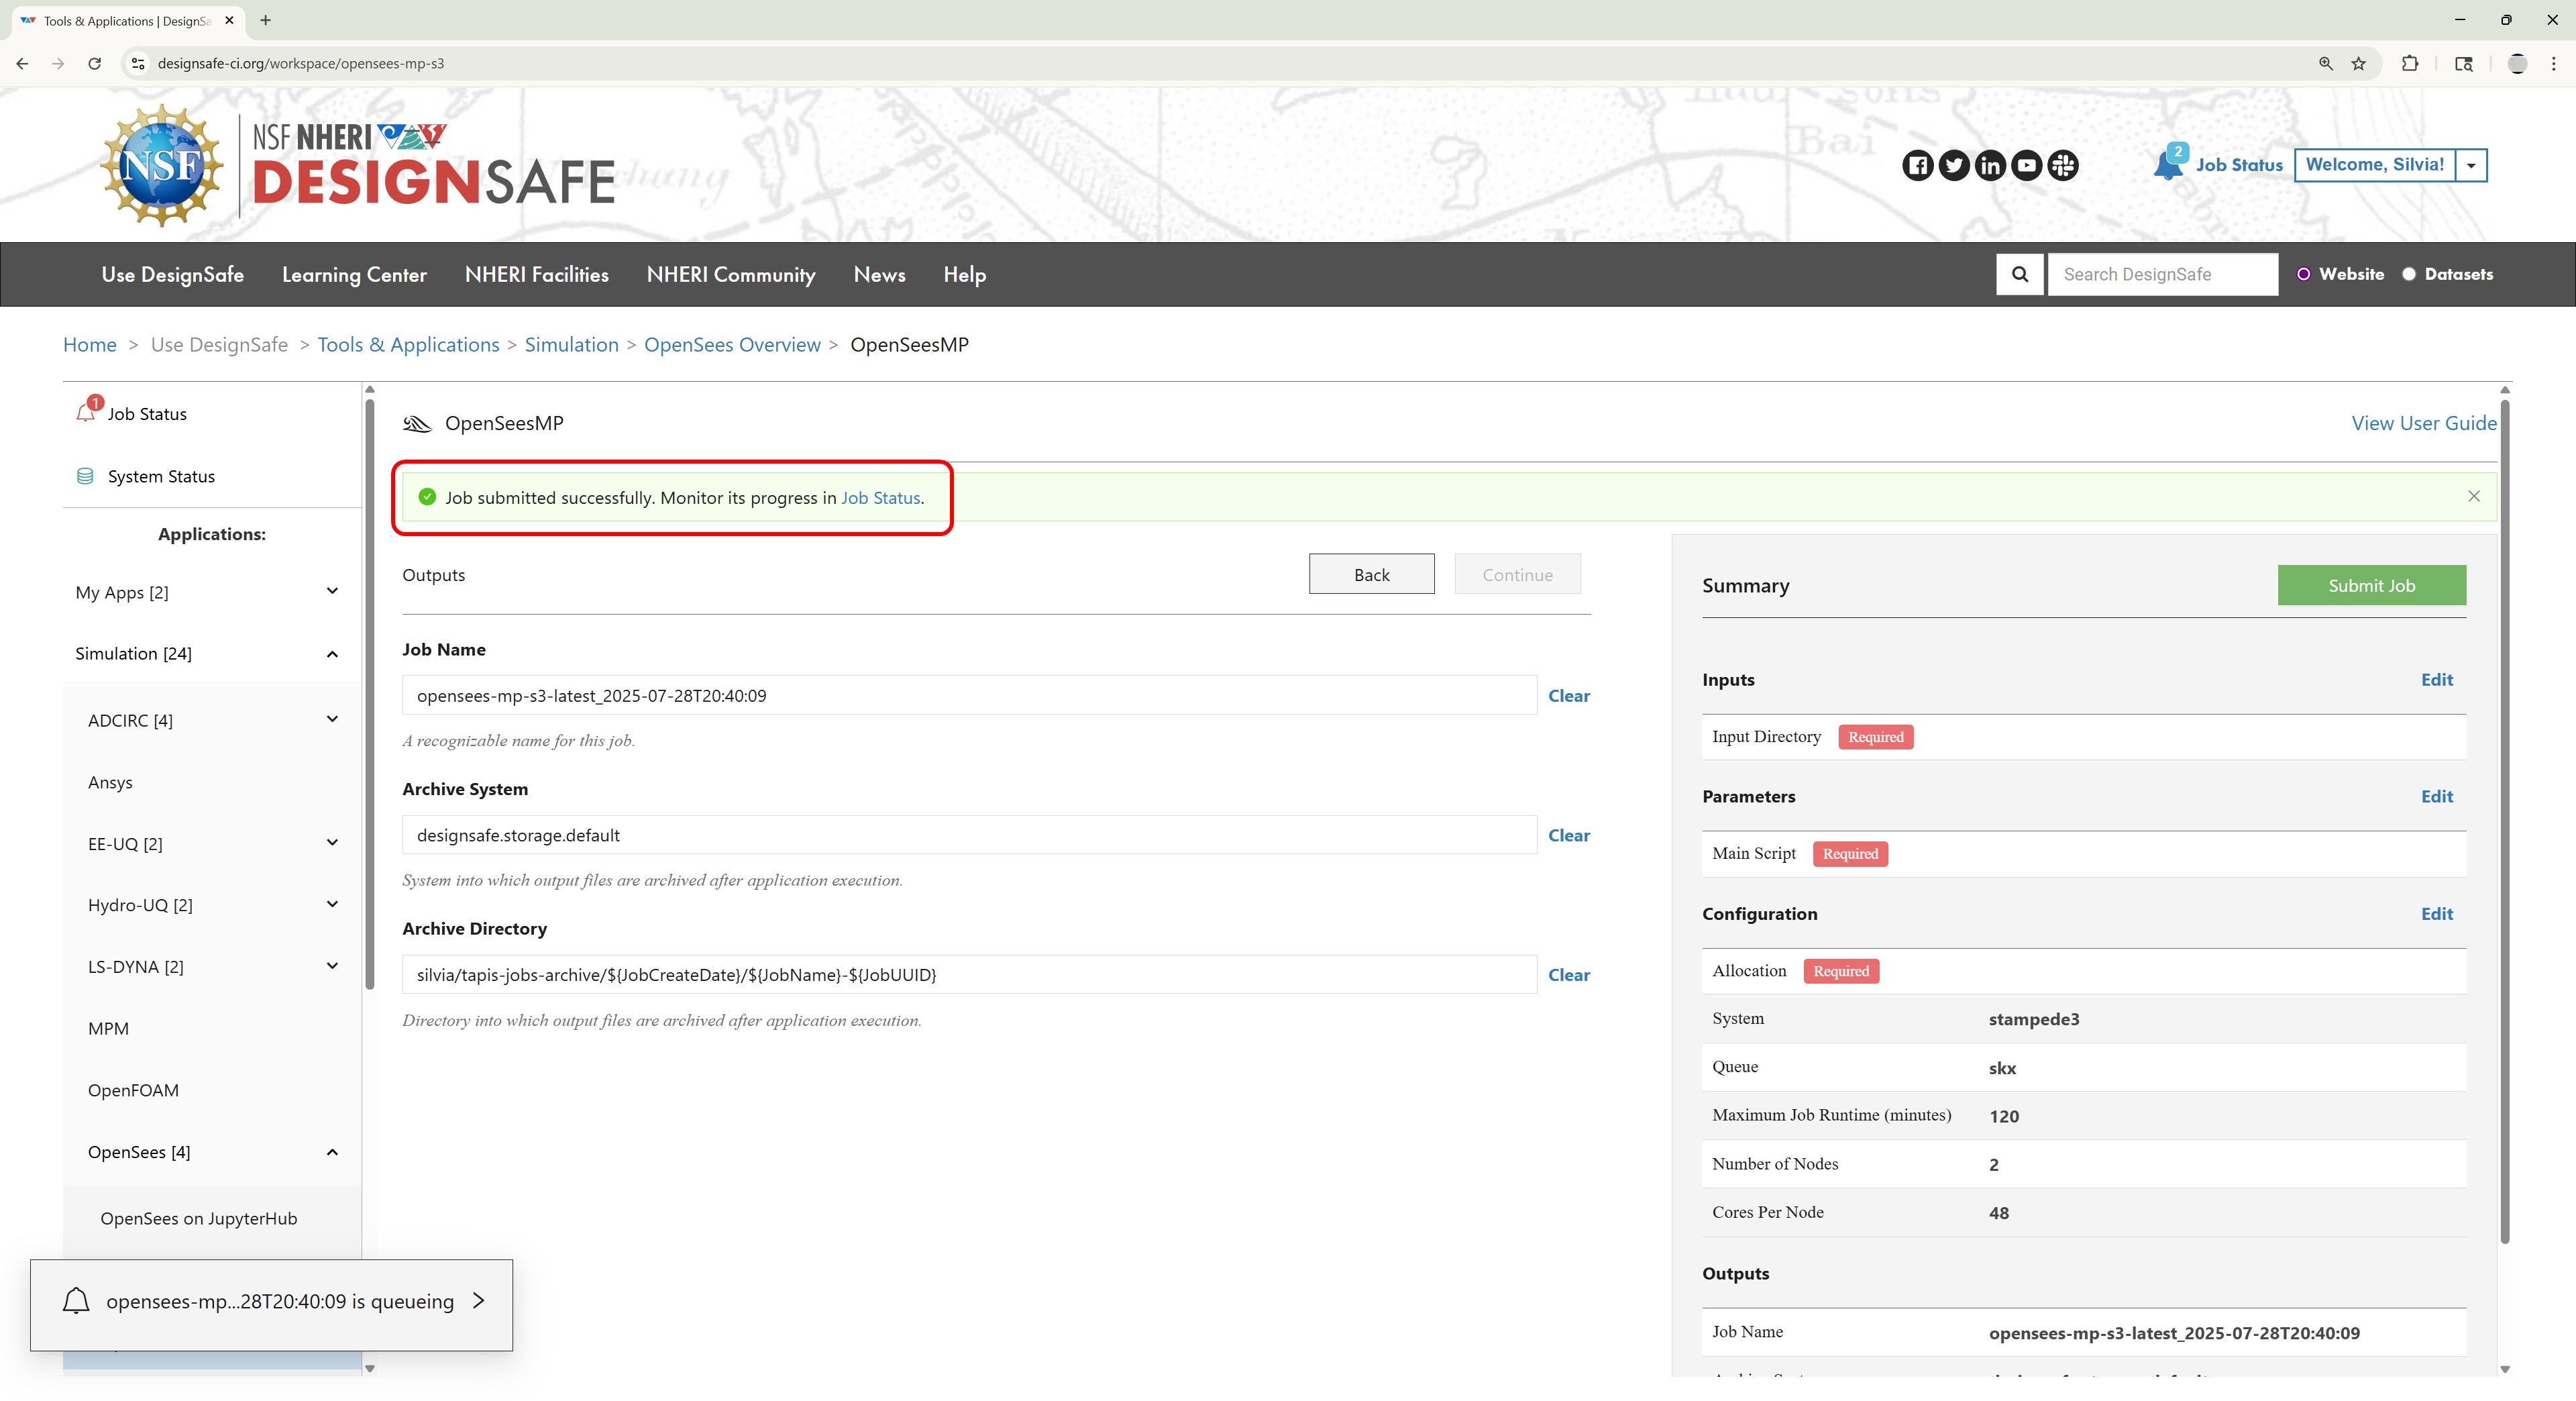 Tools & Applications | DesignSa
designsafe-ci.org/workspace/opensees-mp-s3
NSF
NSF NHERI
DESIGNSAFE
2
Job Status
Welcome, Silvia!
Use DesignSafe
Learning Center
NHERI Facilities
NHERI Community
News
Help
Search DesignSafe
Website
Datasets
Home > Use DesignSafe > Tools & Applications > Simulation > OpenSees Overview > OpenSeesMP
1
Job Status
System Status
Applications:
My Apps [2]
Simulation [24]
ADCIRC [4]
Ansys
EE-UQ [2]
Hydro-UQ [2]
LS-DYNA [2]
MPM
OpenFOAM
OpenSees [4]
OpenSees on JupyterHub
opensees-mp...28T20:40:09 is queueing
OpenSeesMP
View User Guide
Job submitted successfully. Monitor its progress in Job Status.
Outputs
Back
Continue
Job Name
opensees-mp-s3-latest_2025-07-28T20:40:09
Clear
A recognizable name for this job.
Archive System
designsafe.storage.default
Clear
System into which output files are archived after application execution.
Archive Directory
silvia/tapis-jobs-archive/${JobCreateDate}/${JobName}-${JobUUID}
Clear
Directory into which output files are archived after application execution.
Summary
Submit Job
Inputs
Edit
Input Directory Required
Parameters
Edit
Main Script Required
Configuration
Edit
Allocation Required
System stampede3
Queue skx
Maximum Job Runtime (minutes) 120
Number of Nodes 2
Cores Per Node 48
Outputs
Job Name opensees-mp-s3-latest_2025-07-28T20:40:09